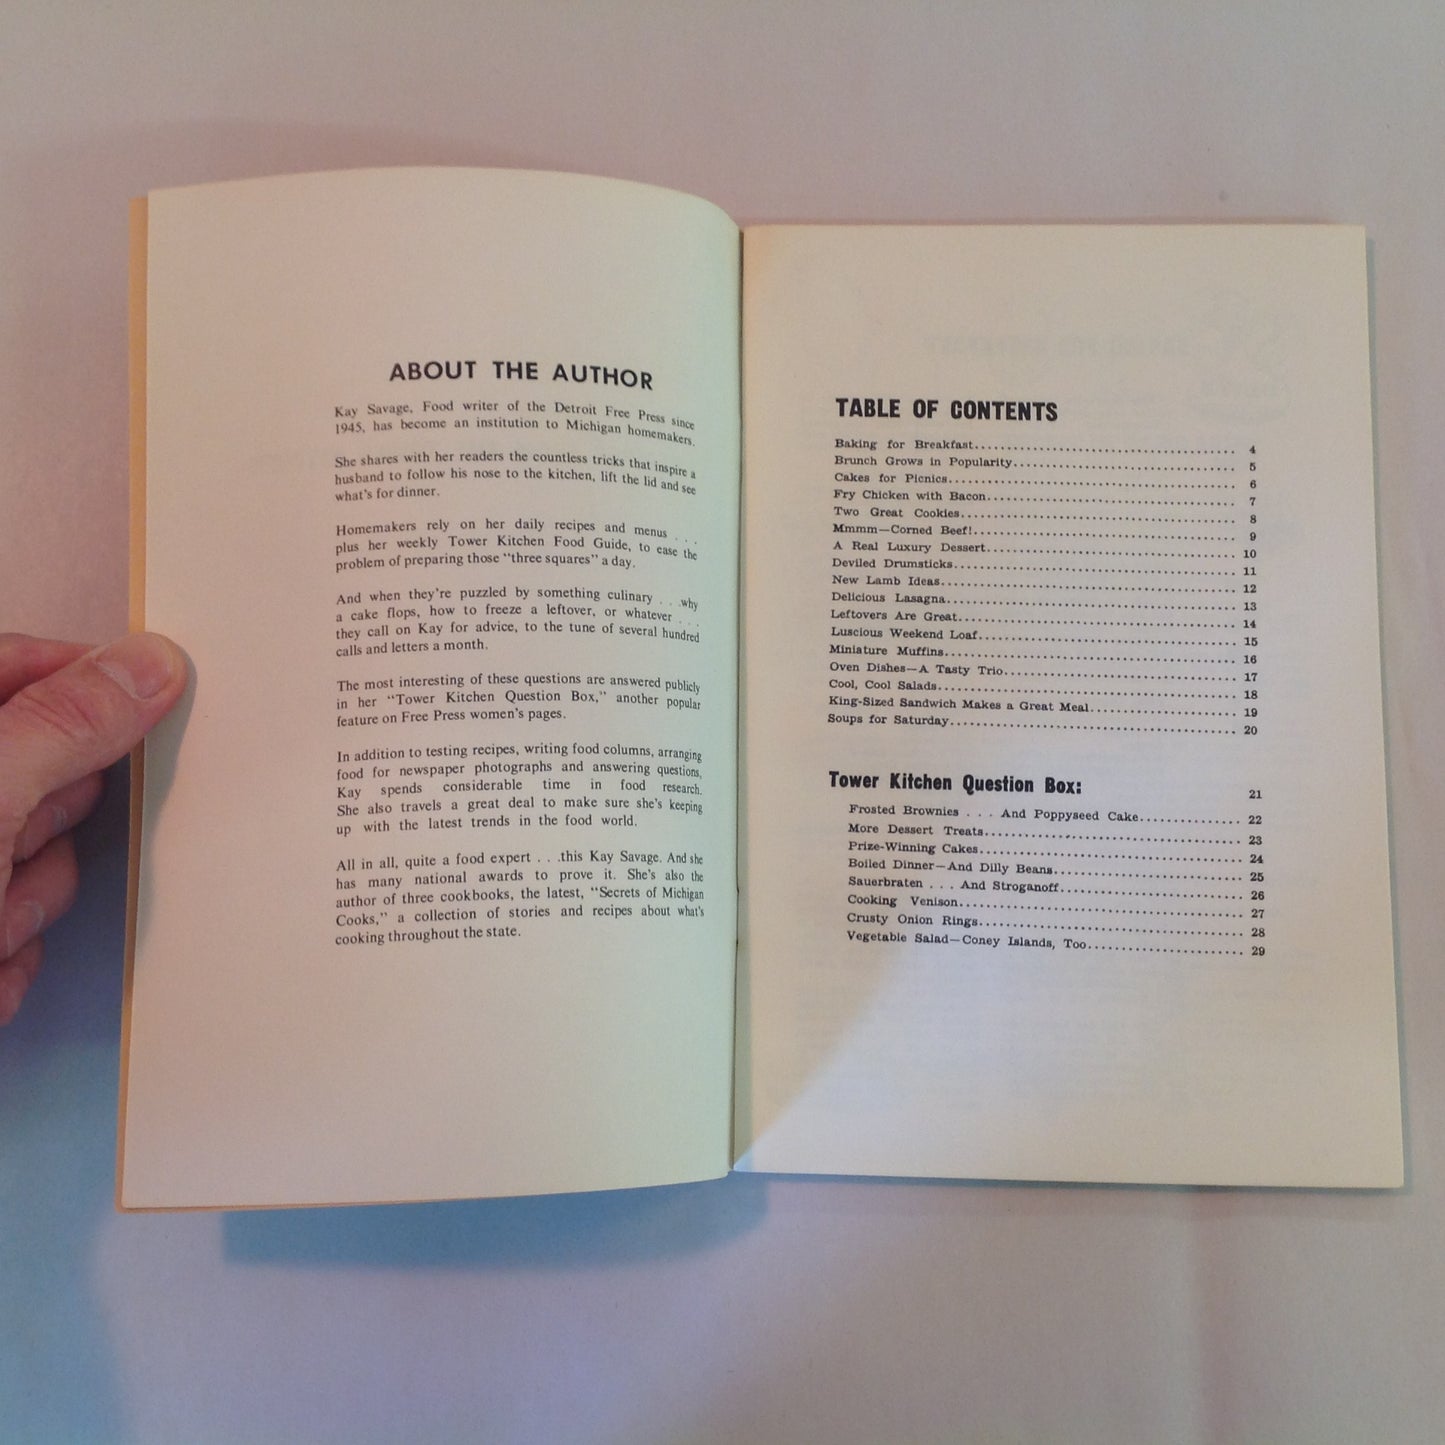 ABOUT THE AUTHOR
Kay Savage, Food writer of the Detroit Free Press since
1945, has become an institution to Michigan homemakers.
She shares with her readers the countless tricks that inspire a
husband to follow his nose to the kitchen, lift the lid and see
what's for dinner.
Homemakers rely on her daily recipes and menus . . .
plus her weekly Tower Kitchen Food Guide, to ease the
problem of preparing those "three squares" a day.
And when they're puzzled by something culinary . . .why
a cake flops, how to freeze a leftover, or whatever . . .
they call on Kay for advice, to the tune of several hundred
calls and letters a month.
The most interesting of these questions are answered publicly
in her "Tower Kitchen Question Box," another popular
feature on Free Press women's pages.
In addition to testing recipes, writing food columns, arranging
food for newspaper photographs and answering questions,
Kay spends considerable time in food research.
She also travels a great deal to make sure she's keeping
up with the latest trends in the food world.
All in all, quite a food expert . . .this Kay Savage. And she
has many national awards to prove it. She's also the
author of three cookbooks, the latest, "Secrets of Michigan
Cooks," a collection of stories and recipes about what's
cooking throughout the state.
TABLE OF CONTENTS
Baking for Breakfast........................................ 4
Brunch Grows in Popularity.................................. 5
Cakes for Picnics........................................... 6
Fry Chicken with Bacon...................................... 7
Two Great Cookies........................................... 8
Mmmm—Corned Beef!........................................... 9
A Real Luxury Dessert....................................... 10
Deviled Drumsticks.......................................... 11
New Lamb Ideas.............................................. 12
Delicious Lasagna........................................... 13
Leftovers Are Great......................................... 14
Luscious Weekend Loaf....................................... 15
Miniature Muffins........................................... 16
Oven Dishes—A Tasty Trio.................................... 17
Cool, Cool Salads........................................... 18
King-Sized Sandwich Makes a Great Meal...................... 19
Soups for Saturday.......................................... 20
Tower Kitchen Question Box: 21
Frosted Brownies . . . And Poppyseed Cake............... 22
More Dessert Treats..................................... 23
Prize-Winning Cakes..................................... 24
Boiled Dinner—And Dilly Beans........................... 25
Sauerbraten . . . And Stroganoff........................ 26
Cooking Venison......................................... 27
Crusty Onion Rings...................................... 28
Vegetable Salad—Coney Islands, Too...................... 29